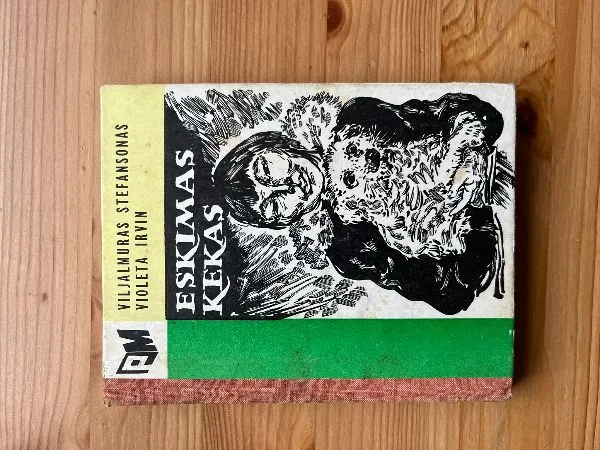 VILJALMURAS STEFANSONAS
VIOLETA IRVIN
ESKIMAS
KEKAS